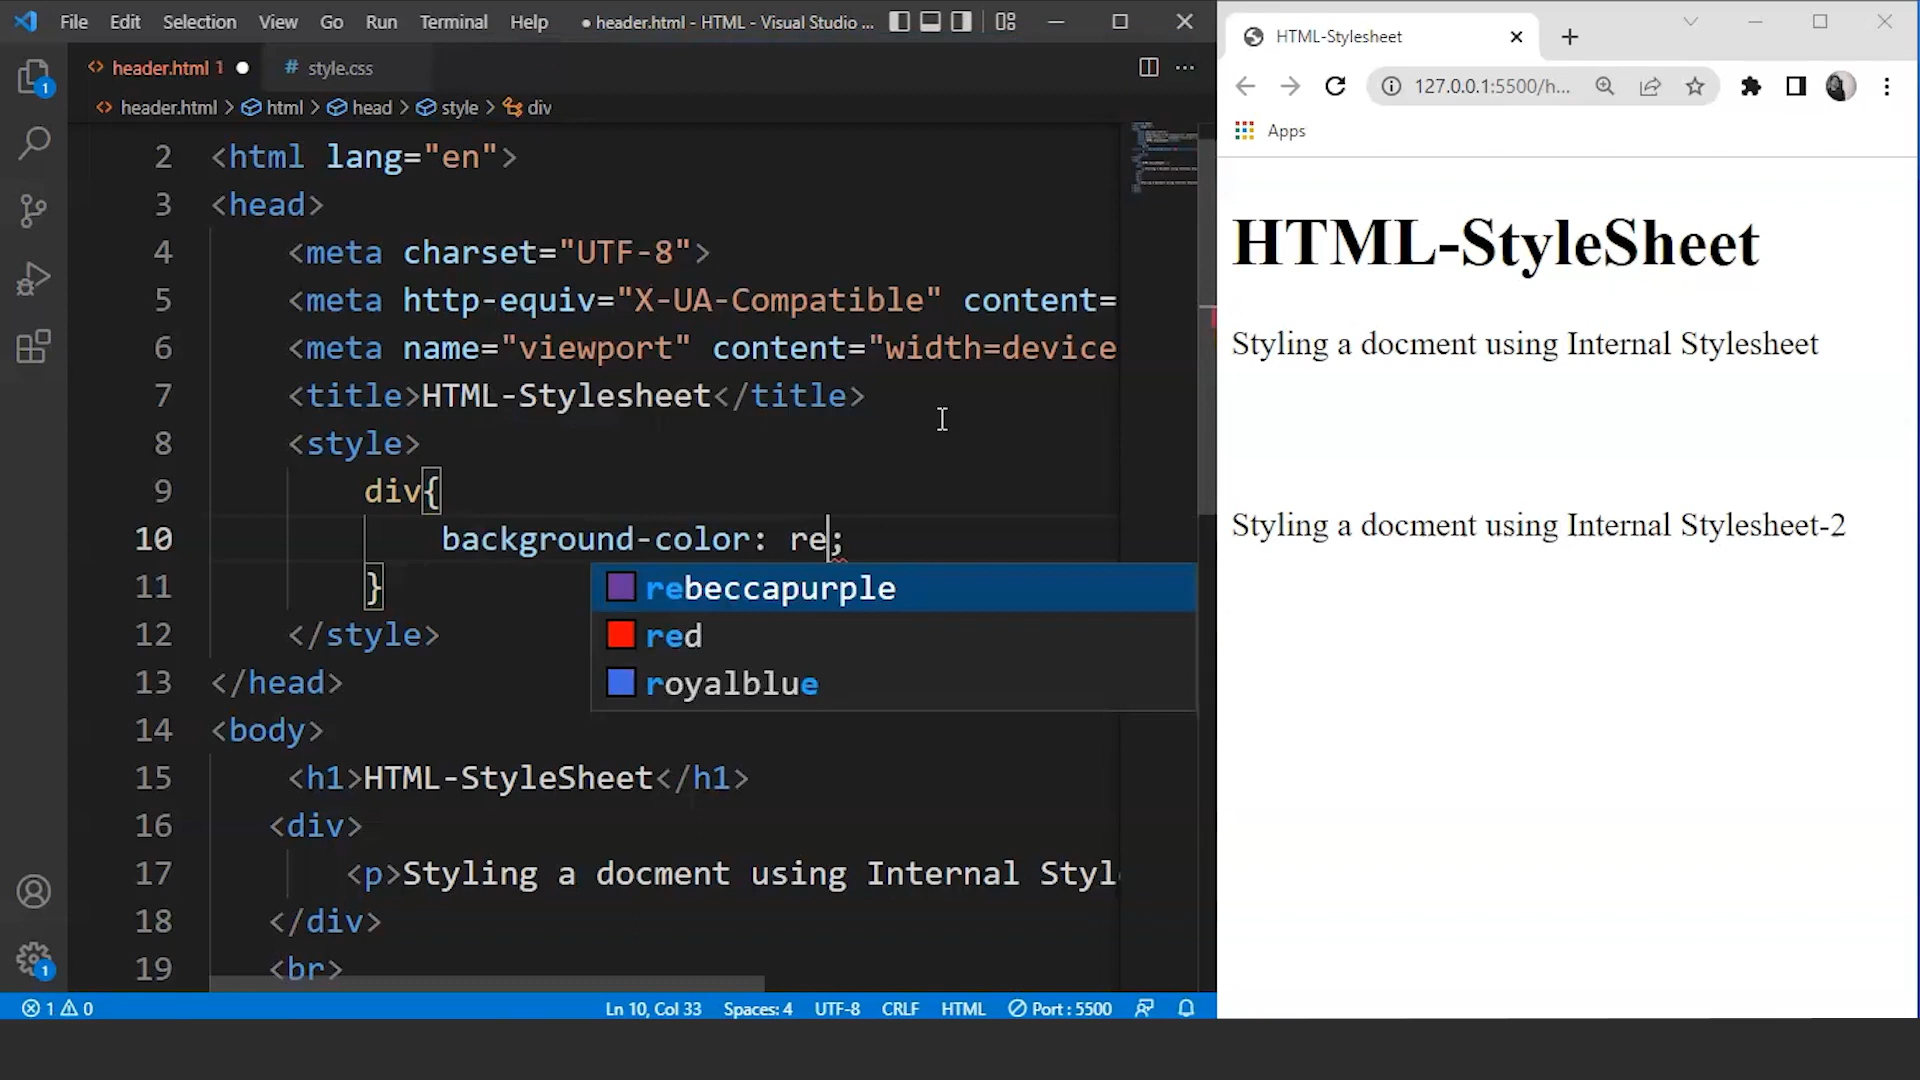 File Edit Selection View Go Run Terminal Help ● header.html - HTML - Visual Studio ...
header.html 1 ● # style.css
header.html > html > head > style > div
2 <html lang="en">
3 <head>
4 <meta charset="UTF-8">
5 <meta http-equiv="X-UA-Compatible" content=
6 <meta name="viewport" content="width=device
7 <title>HTML-Stylesheet</title>
8 <style>
9 div{
10 background-color: re;
rebeccapurple
red
royalblue
11 }
12 </style>
13 </head>
14 <body>
15 <h1>HTML-StyleSheet</h1>
16 <div>
17 <p>Styling a docment using Internal Styl
18 </div>
19 <br>
1 0 Ln 10, Col 33 Spaces: 4 UTF-8 CRLF HTML Port : 5500
1
1
HTML-Stylesheet
127.0.0.1:5500/h...
Apps
HTML-StyleSheet
Styling a docment using Internal Stylesheet
Styling a docment using Internal Stylesheet-2